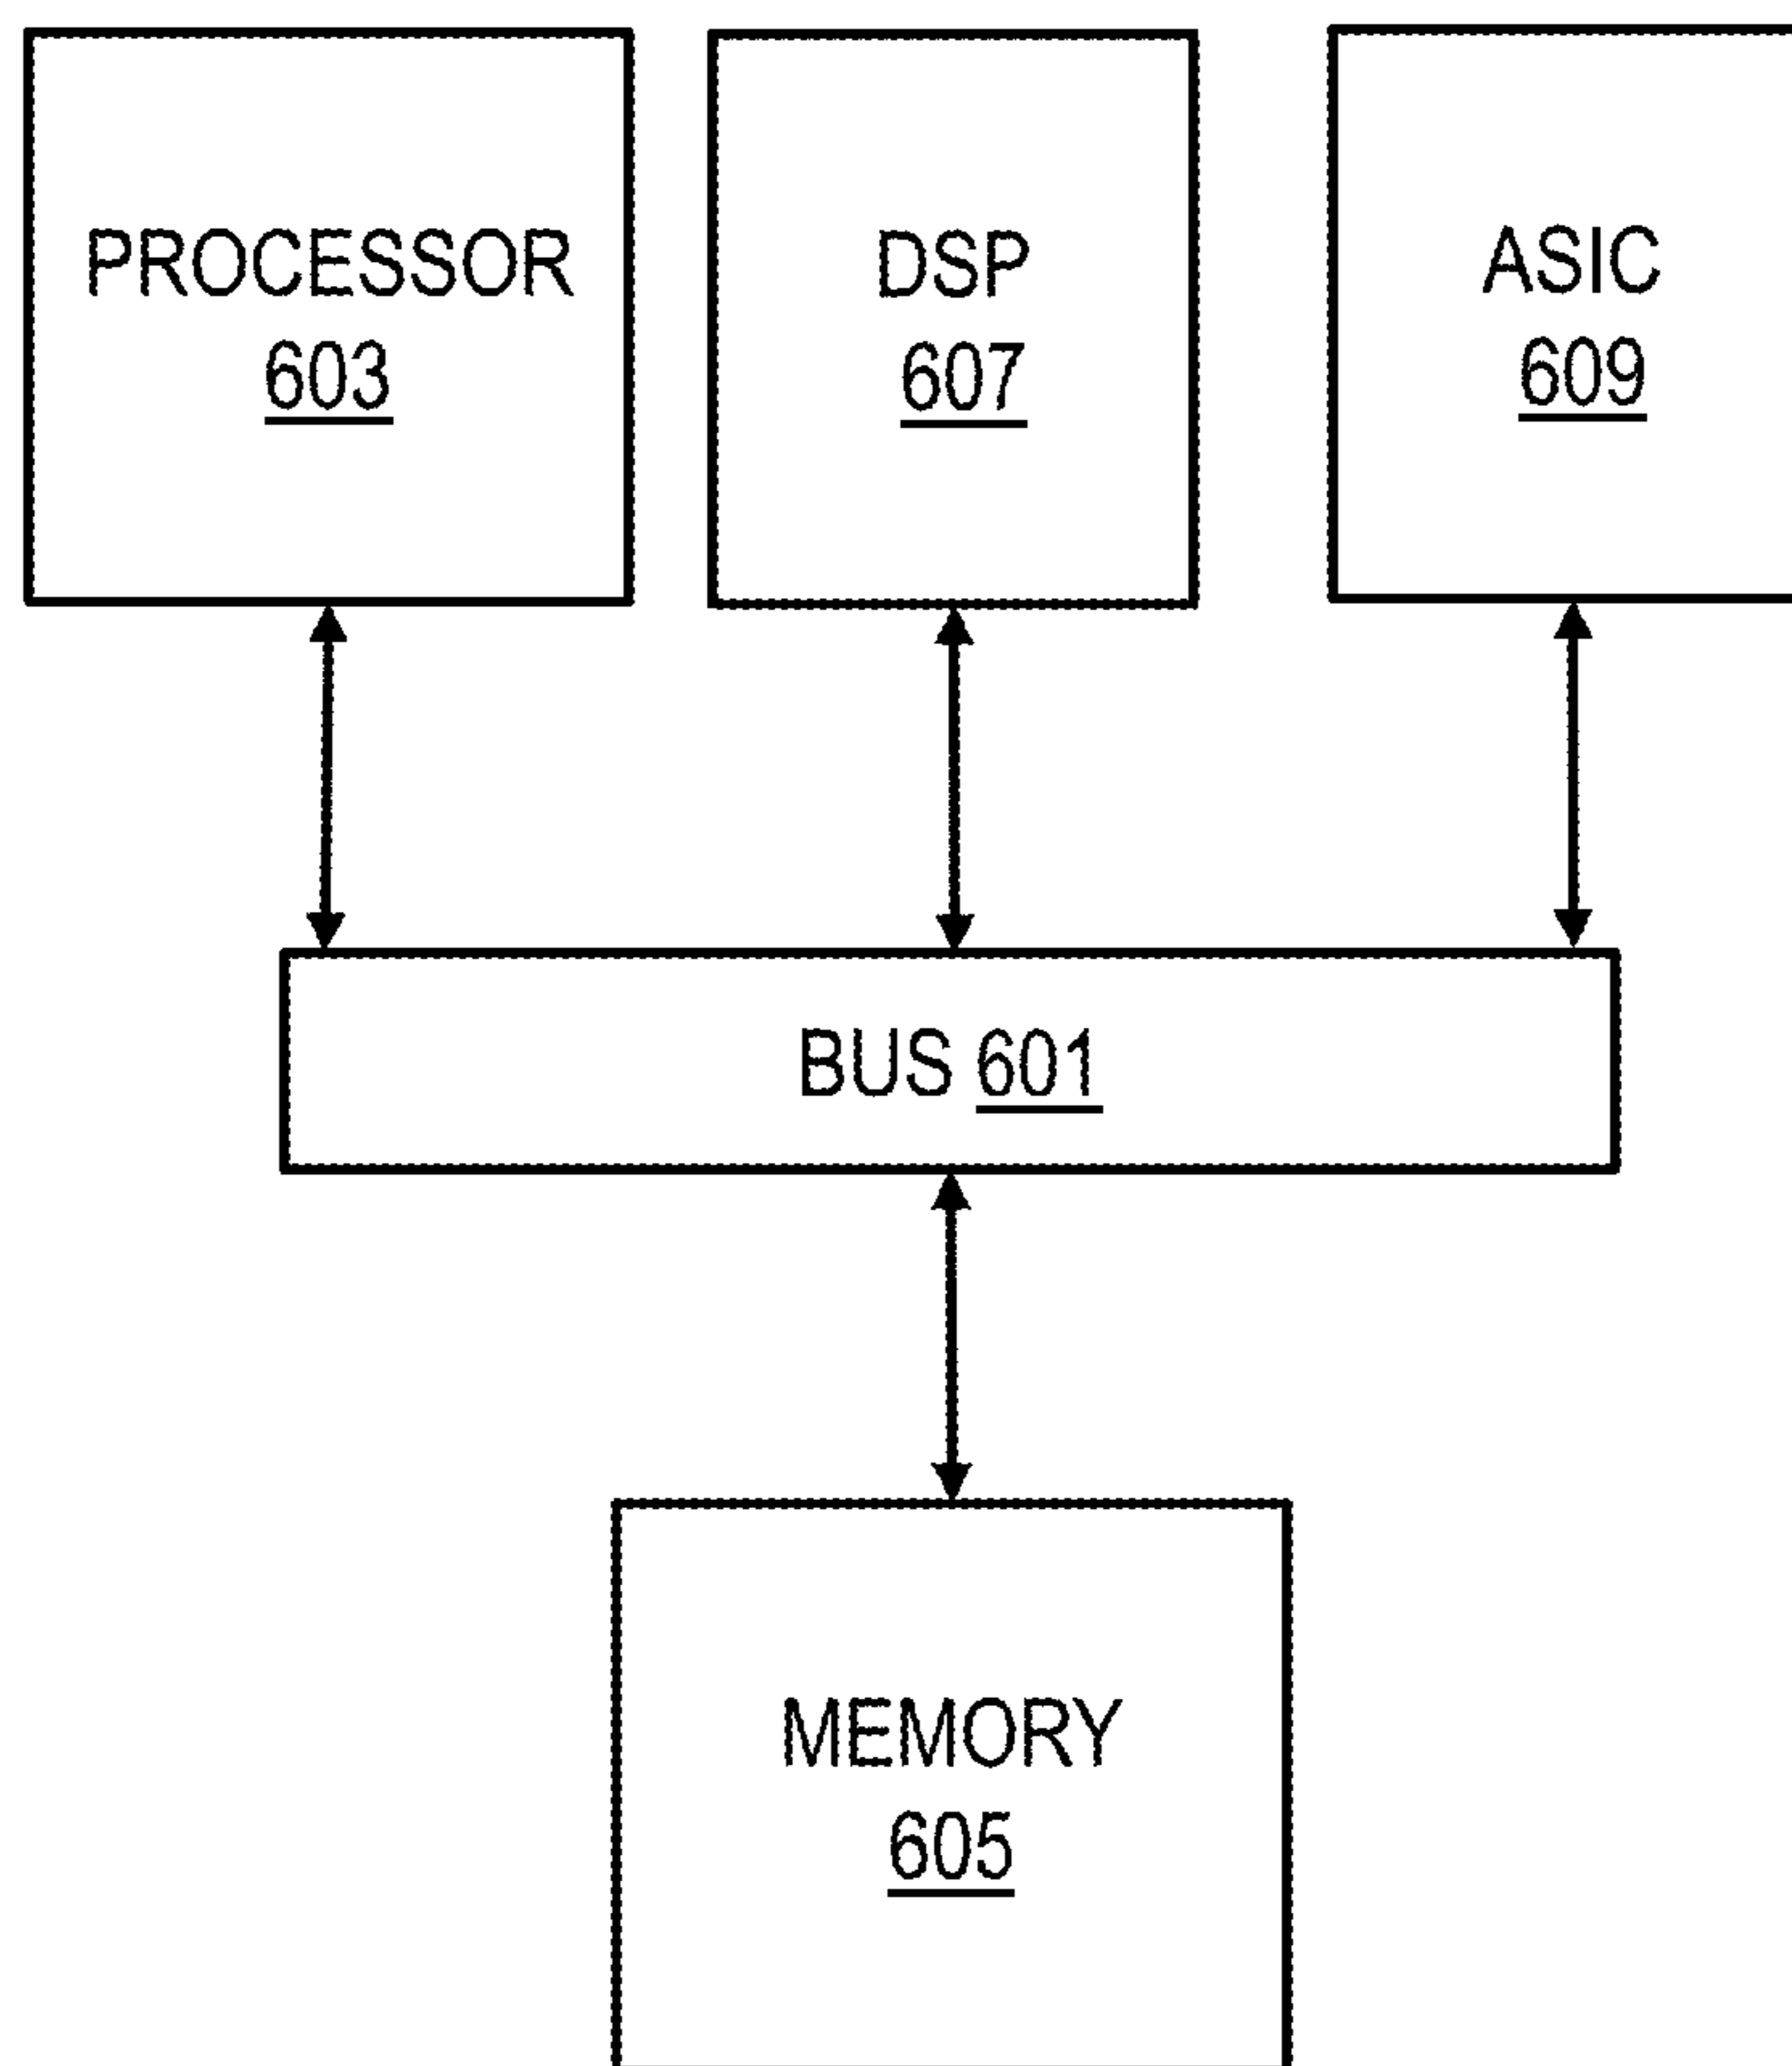 PROCESSOR
603
DSP
607
ASIC
609
BUS 601
MEMORY
605